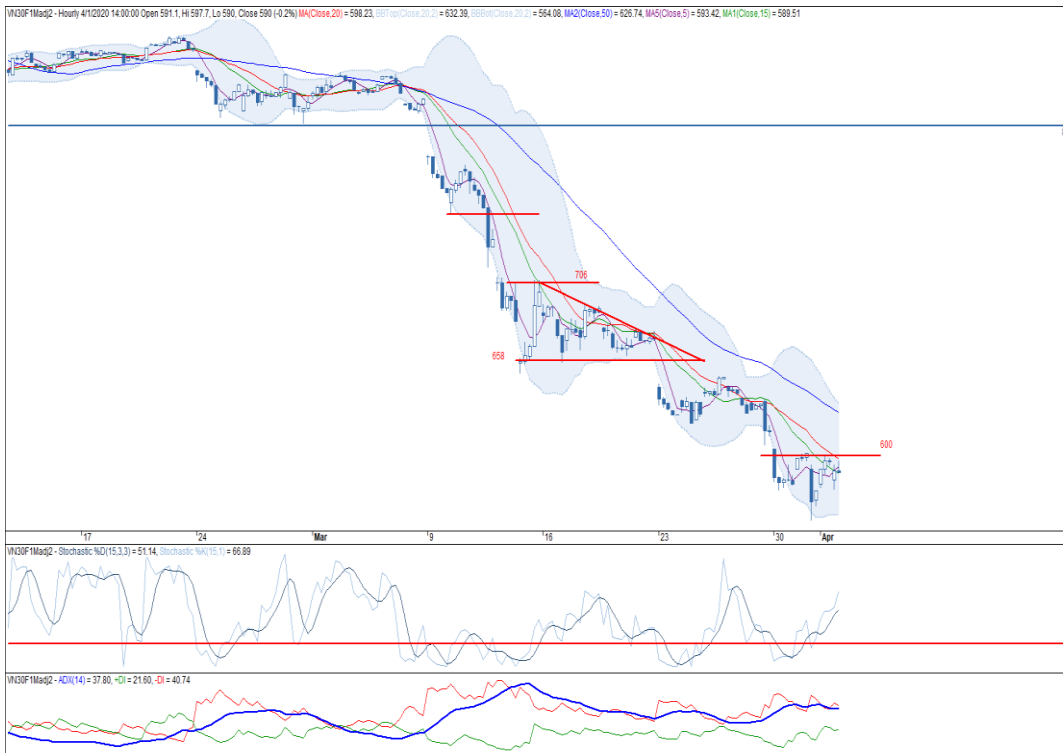 VN30F1Madj2 - Hourly 4/1/2020 14:00:00 Open 591.1, Hi 597.7, Lo 590, Close 590 (-0.2%) MA(Close,20) = 598.23, BBTop(Close,20,2) = 632.39, BBBot(Close,20,2) = 564.08, MA2(Close,50) = 626.74, MA5(Close,5) = 593.42, MA1(Close,15) = 589.51
706
658
600
17 24 Mar 9 16 23 30 Apr
VN30F1Madj2 - Stochastic %D(15,3,3) = 51.14, Stochastic %K(15,1) = 66.89
VN30F1Madj2 - ADX(14) = 37.80, +DI = 21.60, -DI = 40.74